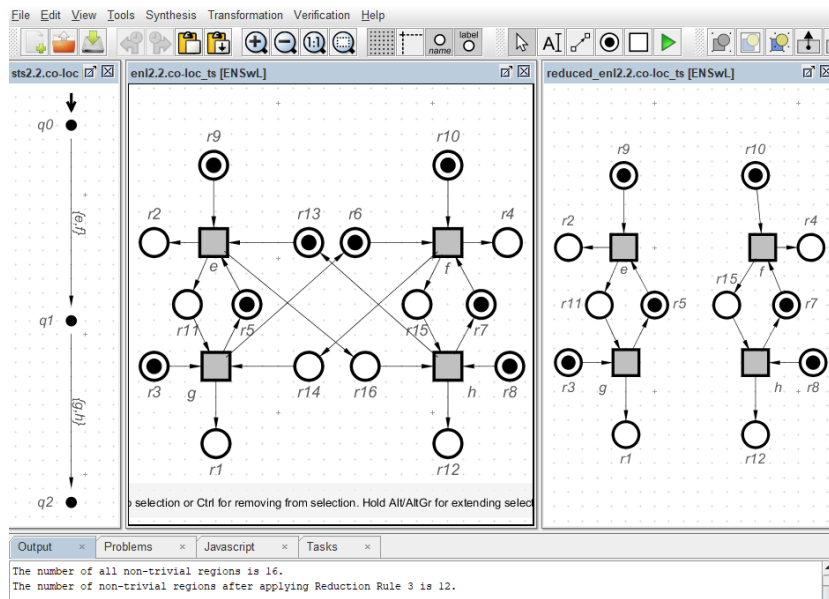 File Edit View Tools Synthesis Transformation Verification Help
name label
sts2.2.co-loc
enl2.2.co-loc_ts [ENSwL]
reduced_enl2.2.co-loc_ts [ENSwL]
q0
{e,f}
q1
{g,h}
q2
r9 r10
r2 r13 r6 r4
e f
r11 r5 r15 r7
r3 g r14 r16 h r8
r1 r12
o selection or Ctrl for removing from selection. Hold Alt/AltGr for extending select
r9 r10
r2 r4
e f
r11 r5 r15 r7
r3 g h r8
r1 r12
Output × Problems × Javascript × Tasks ×
The number of all non-trivial regions is 16.
The number of non-trivial regions after applying Reduction Rule 3 is 12.